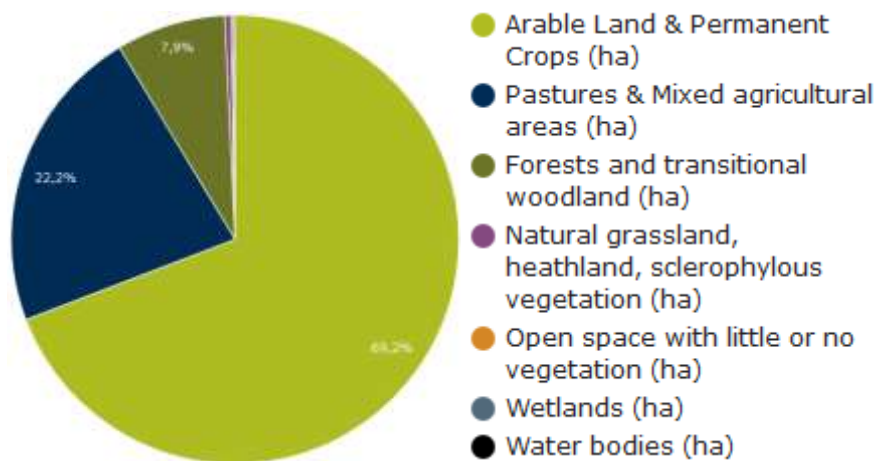 7,9%
22,2%
69,2%
Arable Land & Permanent
Crops (ha)
Pastures & Mixed agricultural
areas (ha)
Forests and transitional
woodland (ha)
Natural grassland,
heathland, sclerophylous
vegetation (ha)
Open space with little or no
vegetation (ha)
Wetlands (ha)
Water bodies (ha)